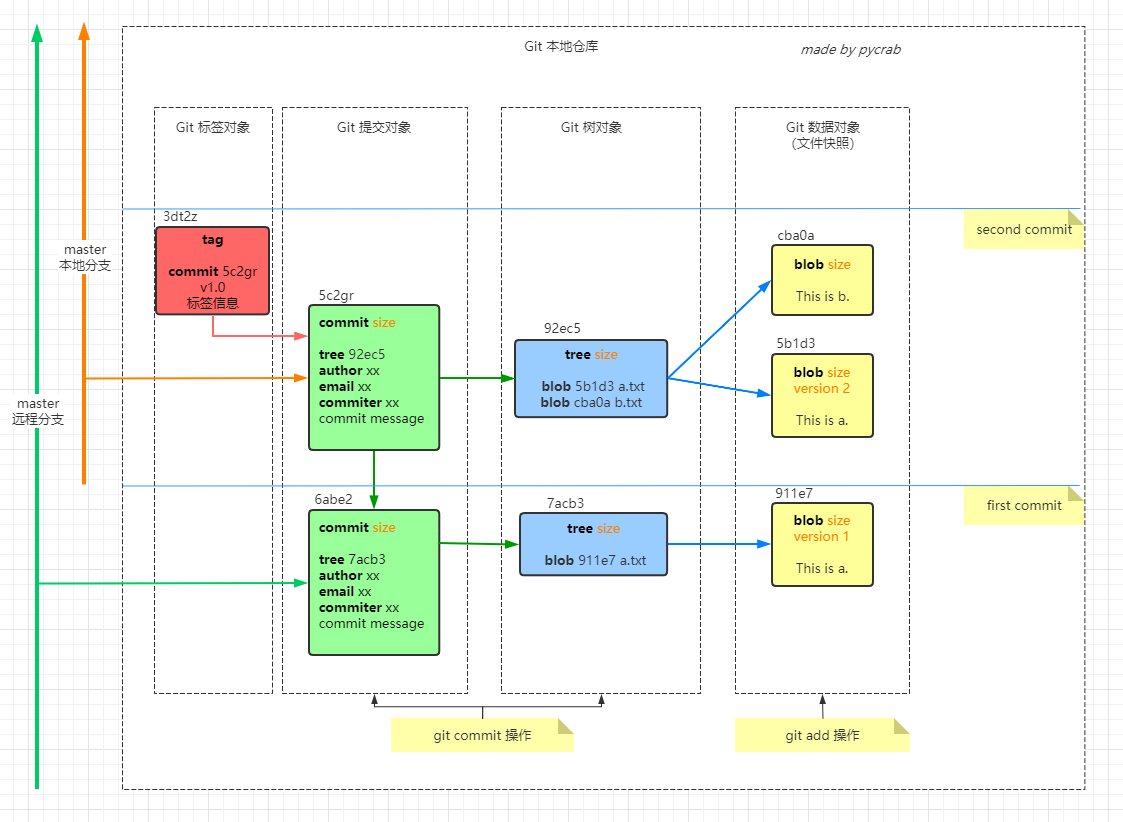 Git 本地仓库
made by pycrab
Git 标签对象
Git 提交对象
Git 树对象
Git 数据对象
(文件快照)
second commit
3dt2z
tag
commit 5c2gr
v1.0
标签信息
master
本地分支
master
远程分支
5c2gr
commit size
tree 92ec5
author xx
email xx
commiter xx
commit message
92ec5
tree size
blob 5b1d3 a.txt
blob cba0a b.txt
cba0a
blob size
This is b.
5b1d3
blob size
version 2
This is a.
first commit
6abe2
commit size
tree 7acb3
author xx
email xx
commiter xx
commit message
7acb3
tree size
blob 911e7 a.txt
911e7
blob size
version 1
This is a.
git commit 操作
git add 操作